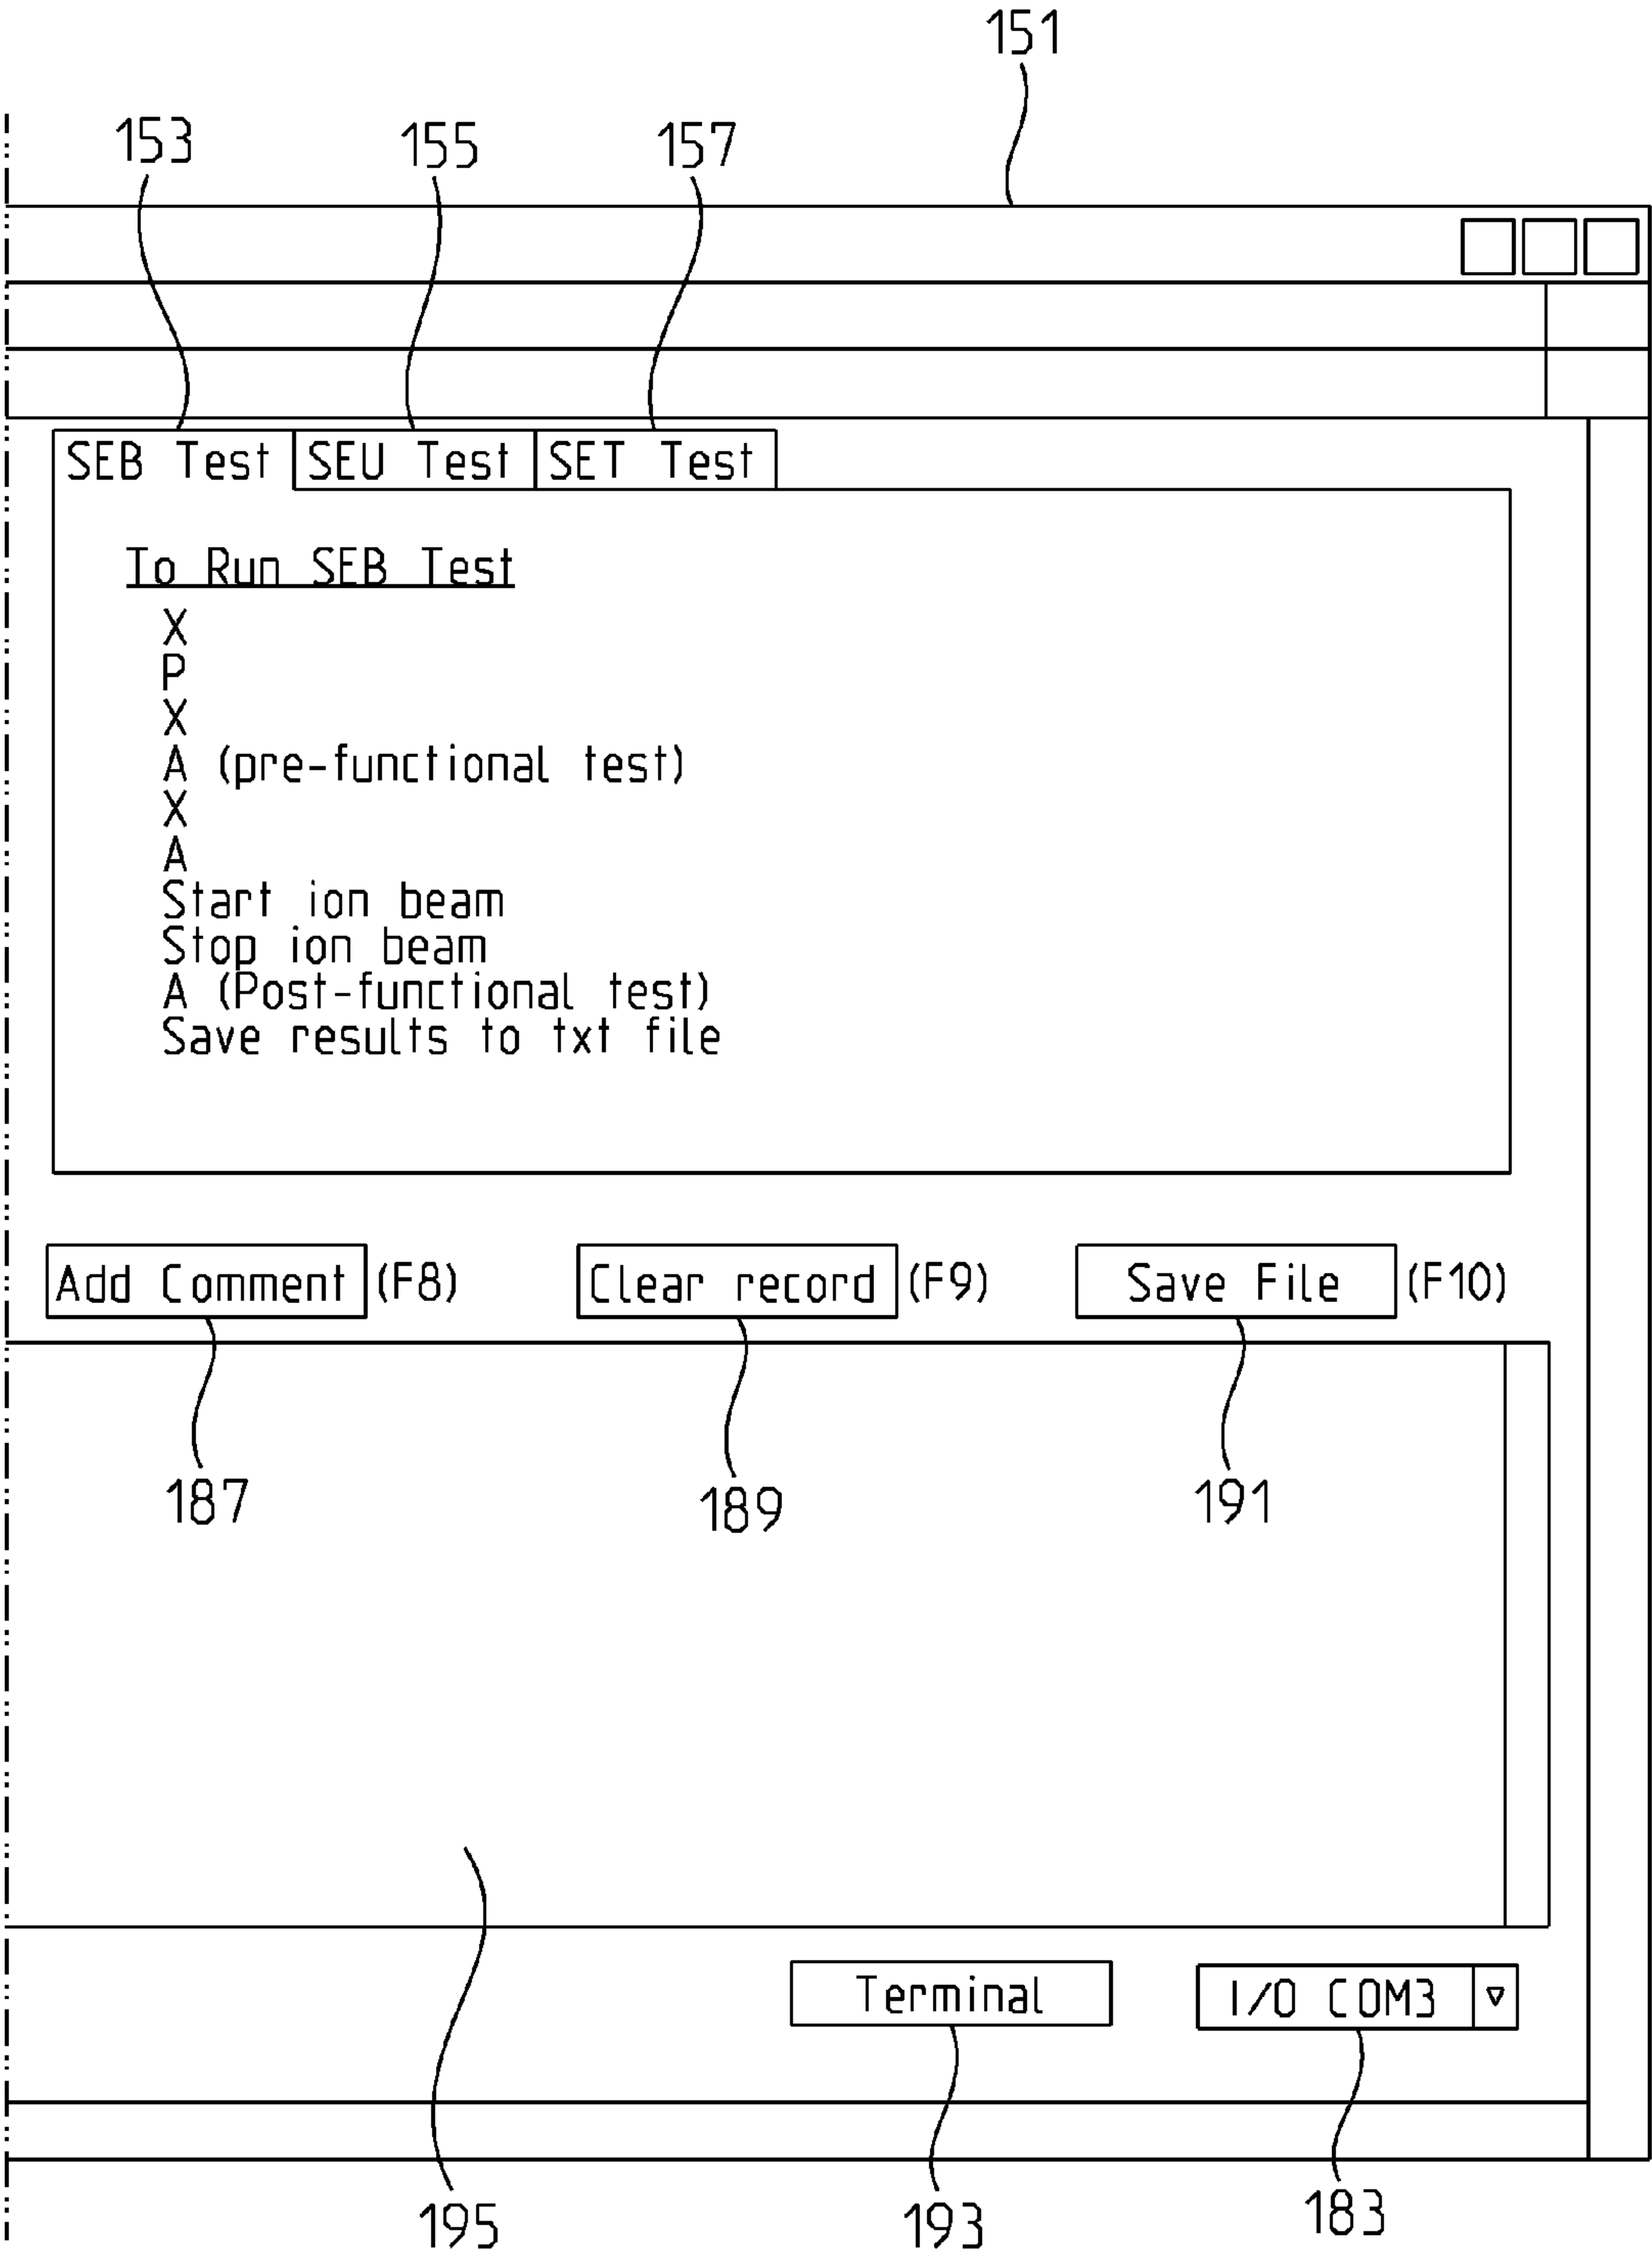 151
153 155 157
SEB Test SEU Test SET Test
To Run SEB Test
X
P
X
A (pre-functional test)
X
A
Start ion beam
Stop ion beam
A (Post-functional test)
Save results to txt file
Add Comment (F8) Clear record (F9) Save File (F10)
187 189 191
Terminal I/O COM3
195 193 183